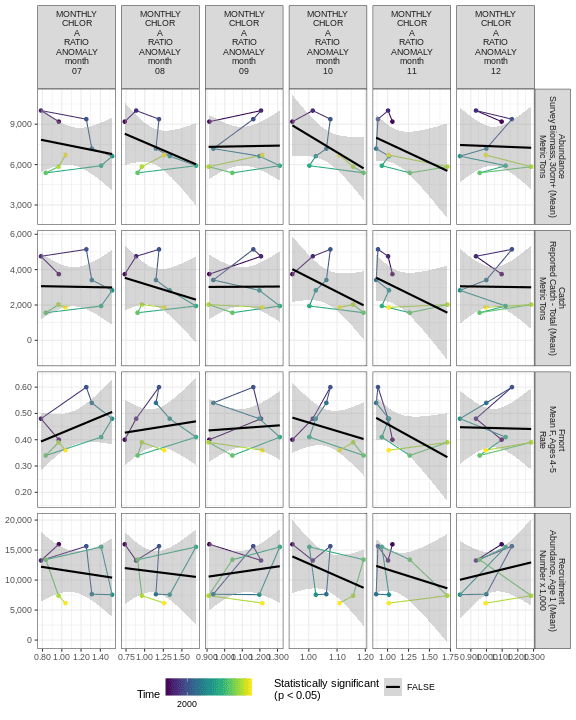 MONTHLY
CHLOR
A
RATIO
ANOMALY
month
07
MONTHLY
CHLOR
A
RATIO
ANOMALY
month
08
MONTHLY
CHLOR
A
RATIO
ANOMALY
month
09
MONTHLY
CHLOR
A
RATIO
ANOMALY
month
10
MONTHLY
CHLOR
A
RATIO
ANOMALY
month
11
MONTHLY
CHLOR
A
RATIO
ANOMALY
month
12
9,000
6,000
3,000
Abundance
Survey Biomass, 30cm+ (Mean)
Metric Tons
6,000
4,000
2,000
0
Catch
Reported Catch - Total (Mean)
Metric Tons
0.60
0.50
0.40
0.30
0.20
Fmort
Mean F, Ages 4-5
Rate
20,000
15,000
10,000
5,000
0
Recruitment
Abundance, Age 1 (Mean)
Number x 1,000
0.80 1.00 1.20 1.40
0.75 1.00 1.25 1.50
0.900 1.000 1.100 1.200 1.300
1.00 1.10 1.20
1.00 1.25 1.50 1.75
0.900 1.000 1.100 1.200 1.300
Time
2000
Statistically significant
(p < 0.05)
FALSE